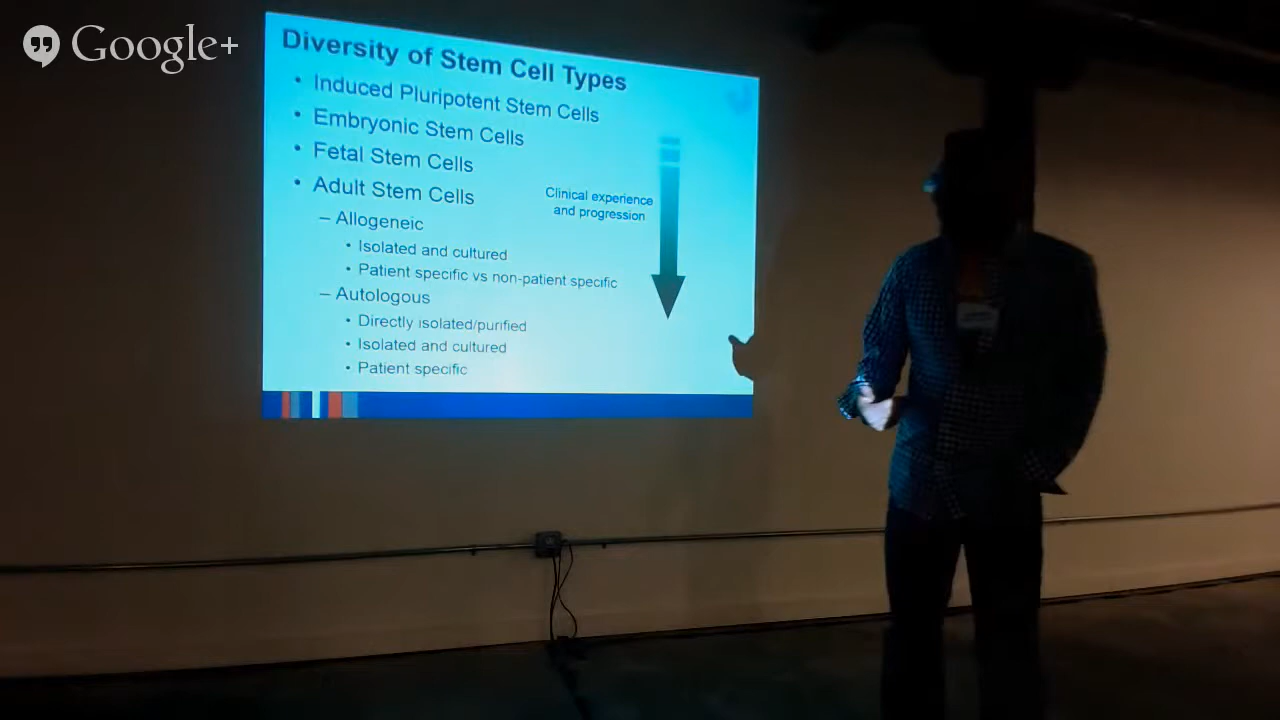 Google+
Diversity of Stem Cell Types
• Induced Pluripotent Stem Cells
• Embryonic Stem Cells
• Fetal Stem Cells
• Adult Stem Cells
– Allogeneic
• Isolated and cultured
• Patient specific vs non-patient specific
– Autologous
• Directly isolated/purified
• Isolated and cultured
• Patient specific
Clinical experience
and progression